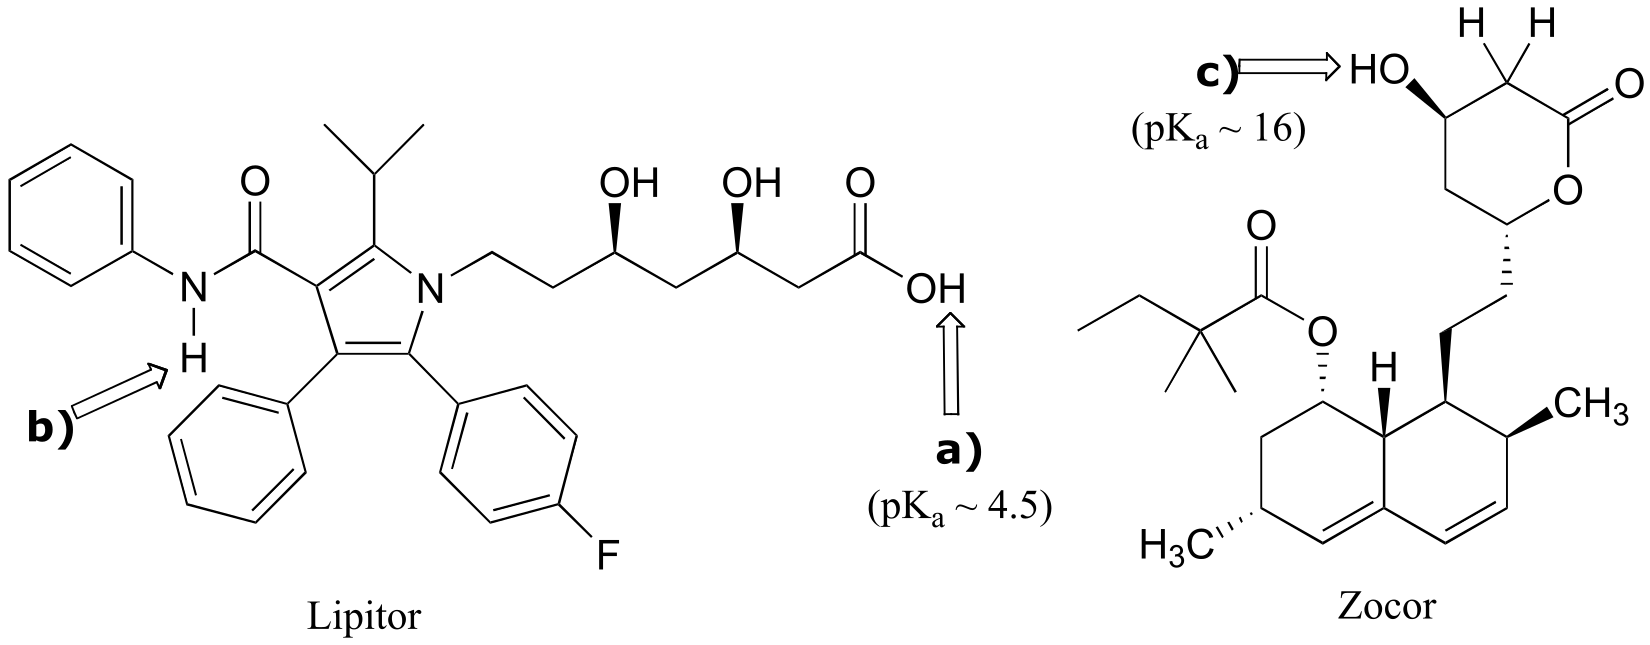 H H
c) HO O
(pKa ~ 16)
O OH OH O O
N N OH O
H O
b) H CH3
a)
(pKa ~ 4.5)
F H3C
Lipitor Zocor